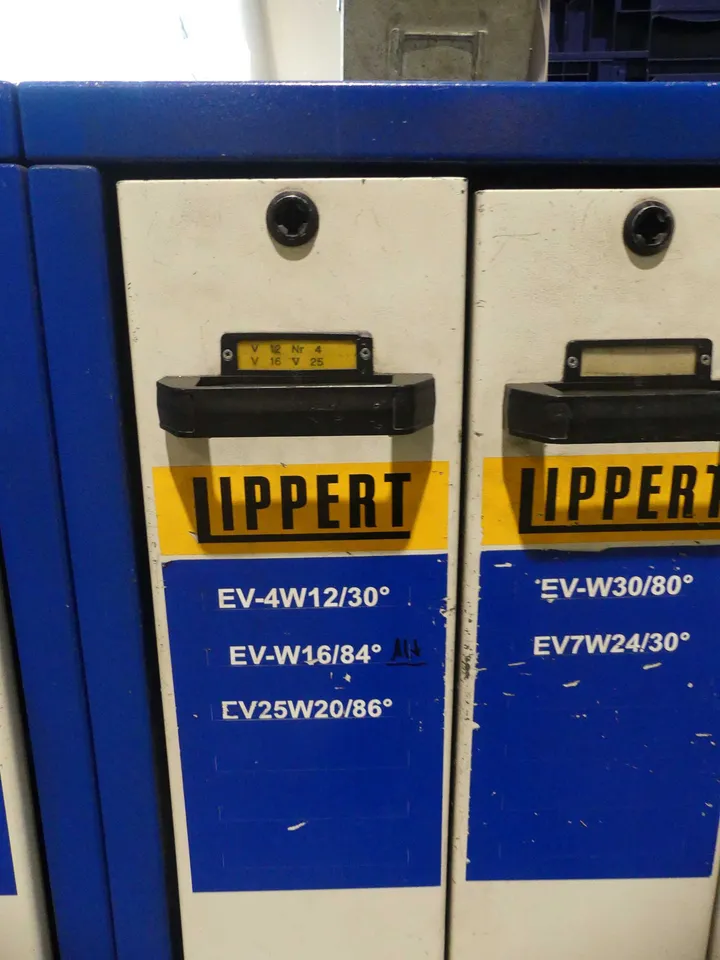 V 12 Nr 4
V 16 V 25
LIPPERT
EV-4W12/30°
EV-W16/84°
EV25W20/86°
LIPPERT
EV-W30/80°
EV7W24/30°